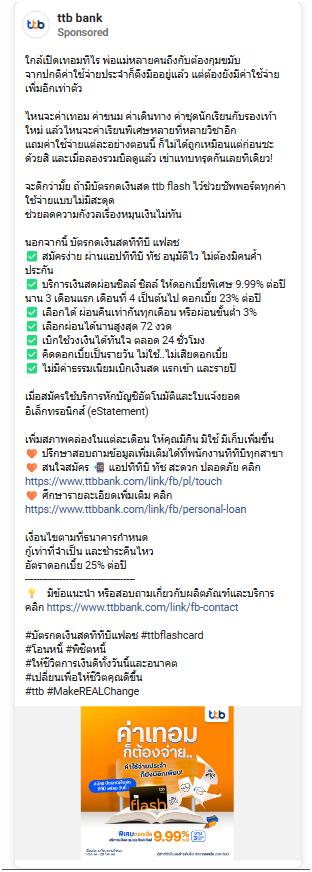 ttb bank
Sponsored
ใกล้เปิดเทอมทีไร พ่อแม่หลายคนถึงกับต้องกุมขมับ
จากปกติค่าใช้จ่ายประจำก็ตึงมืออยู่แล้ว แต่ต้องยังมีค่าใช้จ่าย
เพิ่มอีกเท่าตัว
ไหนจะค่าเทอม ค่าขนม ค่าเดินทาง ค่าชุดนักเรียนกับรองเท้า
ใหม่ แล้วไหนจะค่าเรียนพิเศษหลายที่หลายวิชาอีก
แถมค่าใช้จ่ายแต่ละอย่างตอนนี้ ก็ไม่ได้ถูกเหมือนแต่ก่อนซะ
ด้วยสิ และเมื่อลองรวมบิลดูแล้ว เข่าแทบทรุดกันเลยทีเดียว!
จะดีกว่ามั้ย ถ้ามีบัตรกดเงินสด ttb flash ไว้ช่วยซัพพอร์ตทุกค่า
ใช้จ่ายแบบไม่มีสะดุด
ช่วยลดความกังวลเรื่องหมุนเงินไม่ทัน
นอกจากนี้ บัตรกดเงินสดทีทีบี แฟลช
✅ สมัครง่าย ผ่านแอปทีทีบี ทัช อนุมัติไว ไม่ต้องมีคนค้ำ
ประกัน
✅ บริการเงินสดผ่อนชิลล์ ชิลล์ ให้ดอกเบี้ยพิเศษ 9.99% ต่อปี
นาน 3 เดือนแรก เดือนที่ 4 เป็นต้นไป ดอกเบี้ย 23% ต่อปี
✅ เลือกได้ ผ่อนคืนเท่ากันทุกเดือน หรือผ่อนขั้นต่ำ 3%
✅ เลือกผ่อนได้นานสูงสุด 72 งวด
✅ เบิกใช้วงเงินได้ทันใจ ตลอด 24 ชั่วโมง
✅ คิดดอกเบี้ยเป็นรายวัน ไม่ใช้..ไม่เสียดอกเบี้ย
✅ ไม่มีค่าธรรมเนียมเบิกเงินสด แรกเข้า และรายปี
เมื่อสมัครใช้บริการหักบัญชีอัตโนมัติและใบแจ้งยอด
อิเล็กทรอนิกส์ (eStatement)
เพิ่มสภาพคล่องในแต่ละเดือน ให้คุณมีกิน มีใช้ มีเก็บเพิ่มขึ้น
🧡 ปรึกษาสอบถามข้อมูลเพิ่มเติมได้ที่พนักงานทีทีบีทุกสาขา
🧡 สนใจสมัคร 📲 แอปทีทีบี ทัช สะดวก ปลอดภัย คลิก
https://www.ttbbank.com/link/fb/pl/touch
🧡 ศึกษารายละเอียดเพิ่มเติม คลิก
https://www.ttbbank.com/link/fb/personal-loan
เงื่อนไขตามที่ธนาคารกำหนด
กู้เท่าที่จำเป็น และชำระคืนไหว
อัตราดอกเบี้ย 25% ต่อปี
------------------------------------
💡 มีข้อแนะนำ หรือสอบถามเกี่ยวกับผลิตภัณฑ์และบริการ
คลิก https://www.ttbbank.com/link/fb-contact
#บัตรกดเงินสดทีทีบีแฟลช #ttbflashcard
#โอนหนี้ #พิชิตหนี้
#ให้ชีวิตการเงินดีทั้งวันนี้และอนาคต
#เปลี่ยนเพื่อให้ชีวิตคุณดีขึ้น
#ttb #MakeREALChange
ttb
ค่าเทอม
ก็ต้องจ่าย..
ค่าใช้จ่ายประจำ
ก็ยังดอกเพียบ!
flash
พิเศษดอกเบี้ย 9.99%